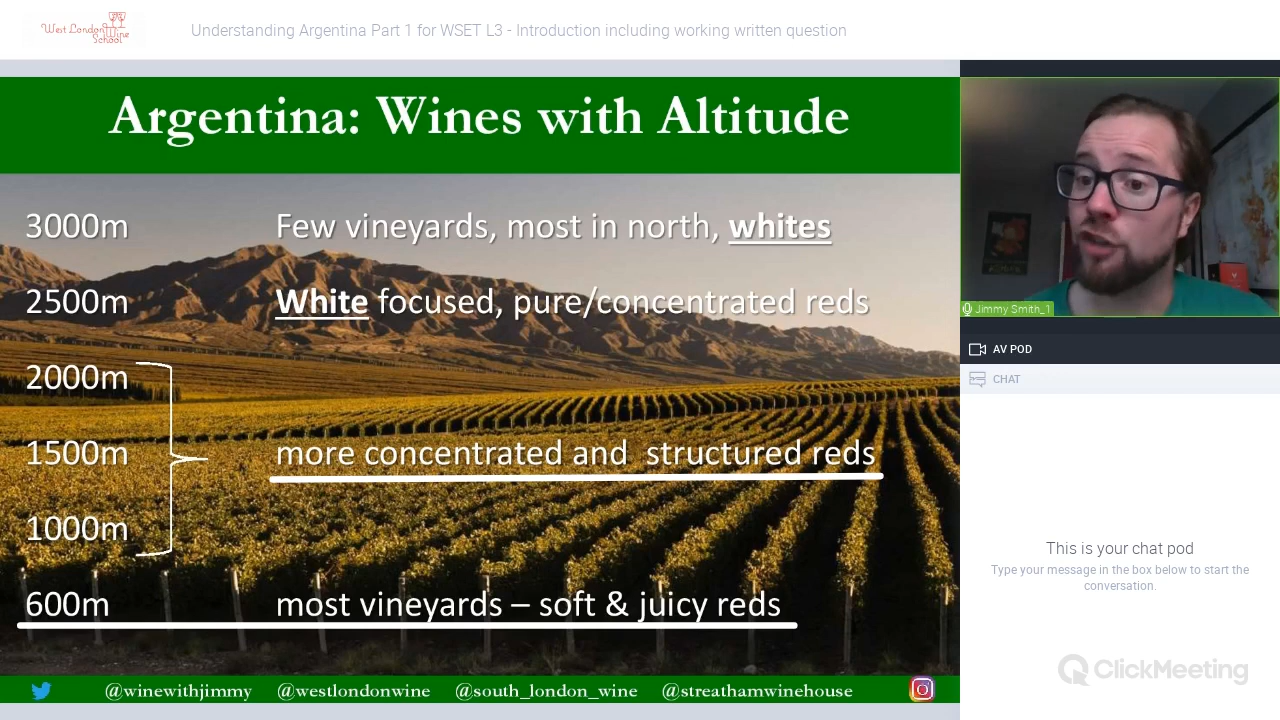 West London Wine School
Understanding Argentina Part 1 for WSET L3 - Introduction including working written question
Argentina: Wines with Altitude
3000m Few vineyards, most in north, whites
2500m White focused, pure/concentrated reds
2000m
1500m more concentrated and structured reds
1000m
600m most vineyards – soft & juicy reds
@winewithjimmy @westlondonwine @south_london_wine @streathamwinehouse
Jimmy Smith_1
AV POD
CHAT
This is your chat pod
Type your message in the box below to start the
conversation.
ClickMeeting